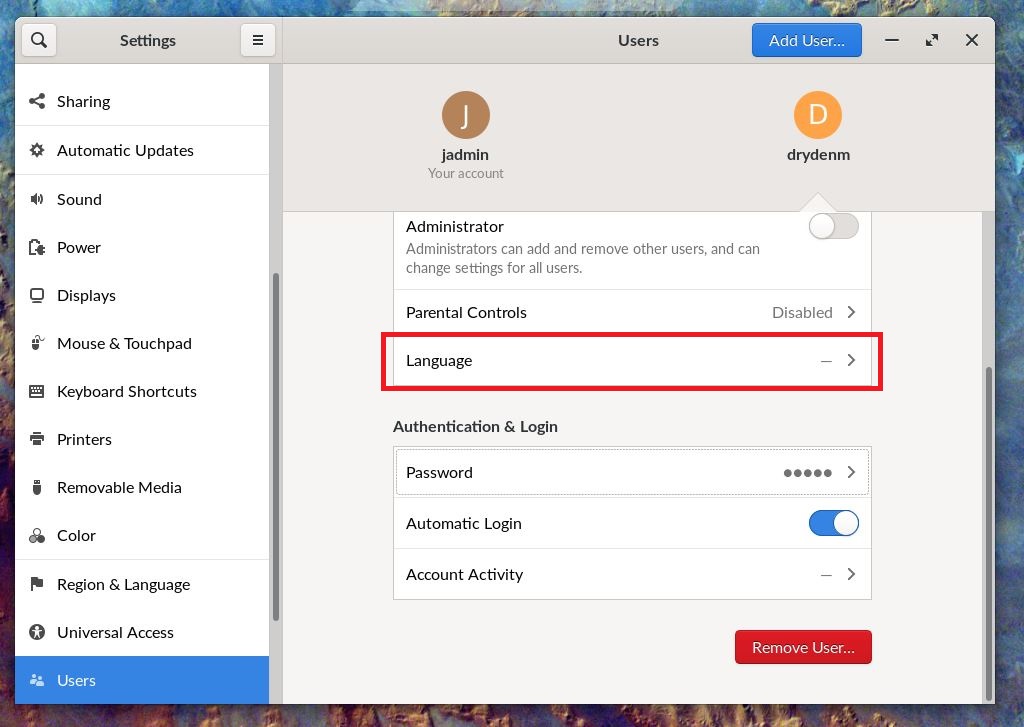 Settings
Users
Add User...
Sharing
Automatic Updates
Sound
Power
Displays
Mouse & Touchpad
Keyboard Shortcuts
Printers
Removable Media
Color
Region & Language
Universal Access
Users
J
jadmin
Your account
D
drydenm
Administrator
Administrators can add and remove other users, and can
change settings for all users.
Parental Controls Disabled
Language –
Authentication & Login
Password ●●●●●
Automatic Login
Account Activity –
Remove User...